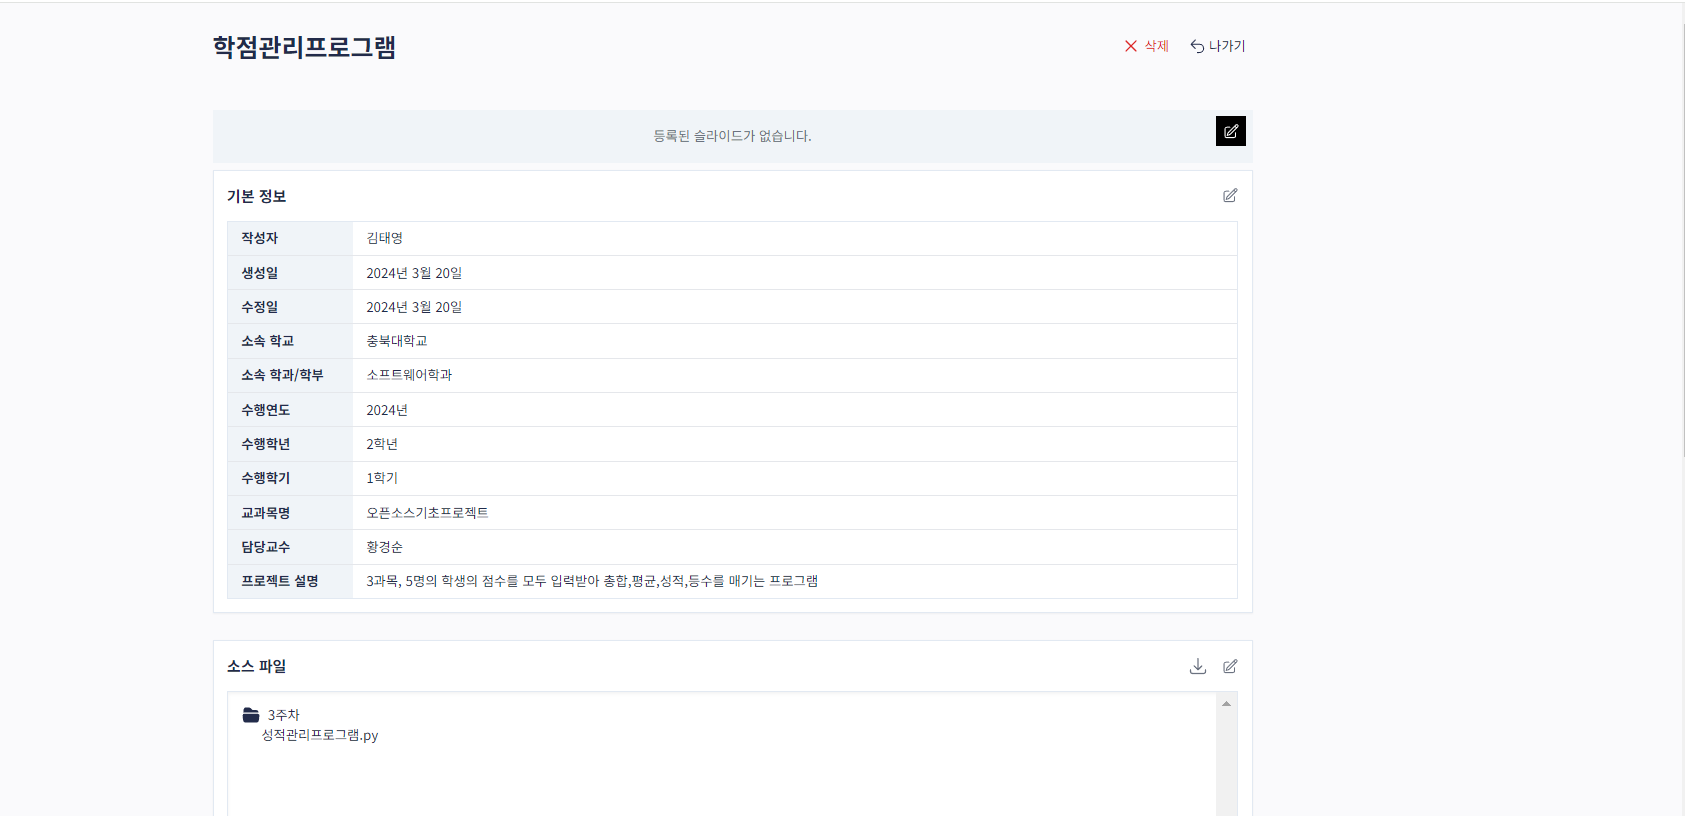 학점관리프로그램
삭제 나가기
등록된 슬라이드가 없습니다.
기본 정보
작성자 김태영
생성일 2024년 3월 20일
수정일 2024년 3월 20일
소속 학교 충북대학교
소속 학과/학부 소프트웨어학과
수행연도 2024년
수행학년 2학년
수행학기 1학기
교과목명 오픈소스기초프로젝트
담당교수 황경순
프로젝트 설명 3과목, 5명의 학생의 점수를 모두 입력받아 총합,평균,성적,등수를 매기는 프로그램
소스 파일
3주차
성적관리프로그램.py